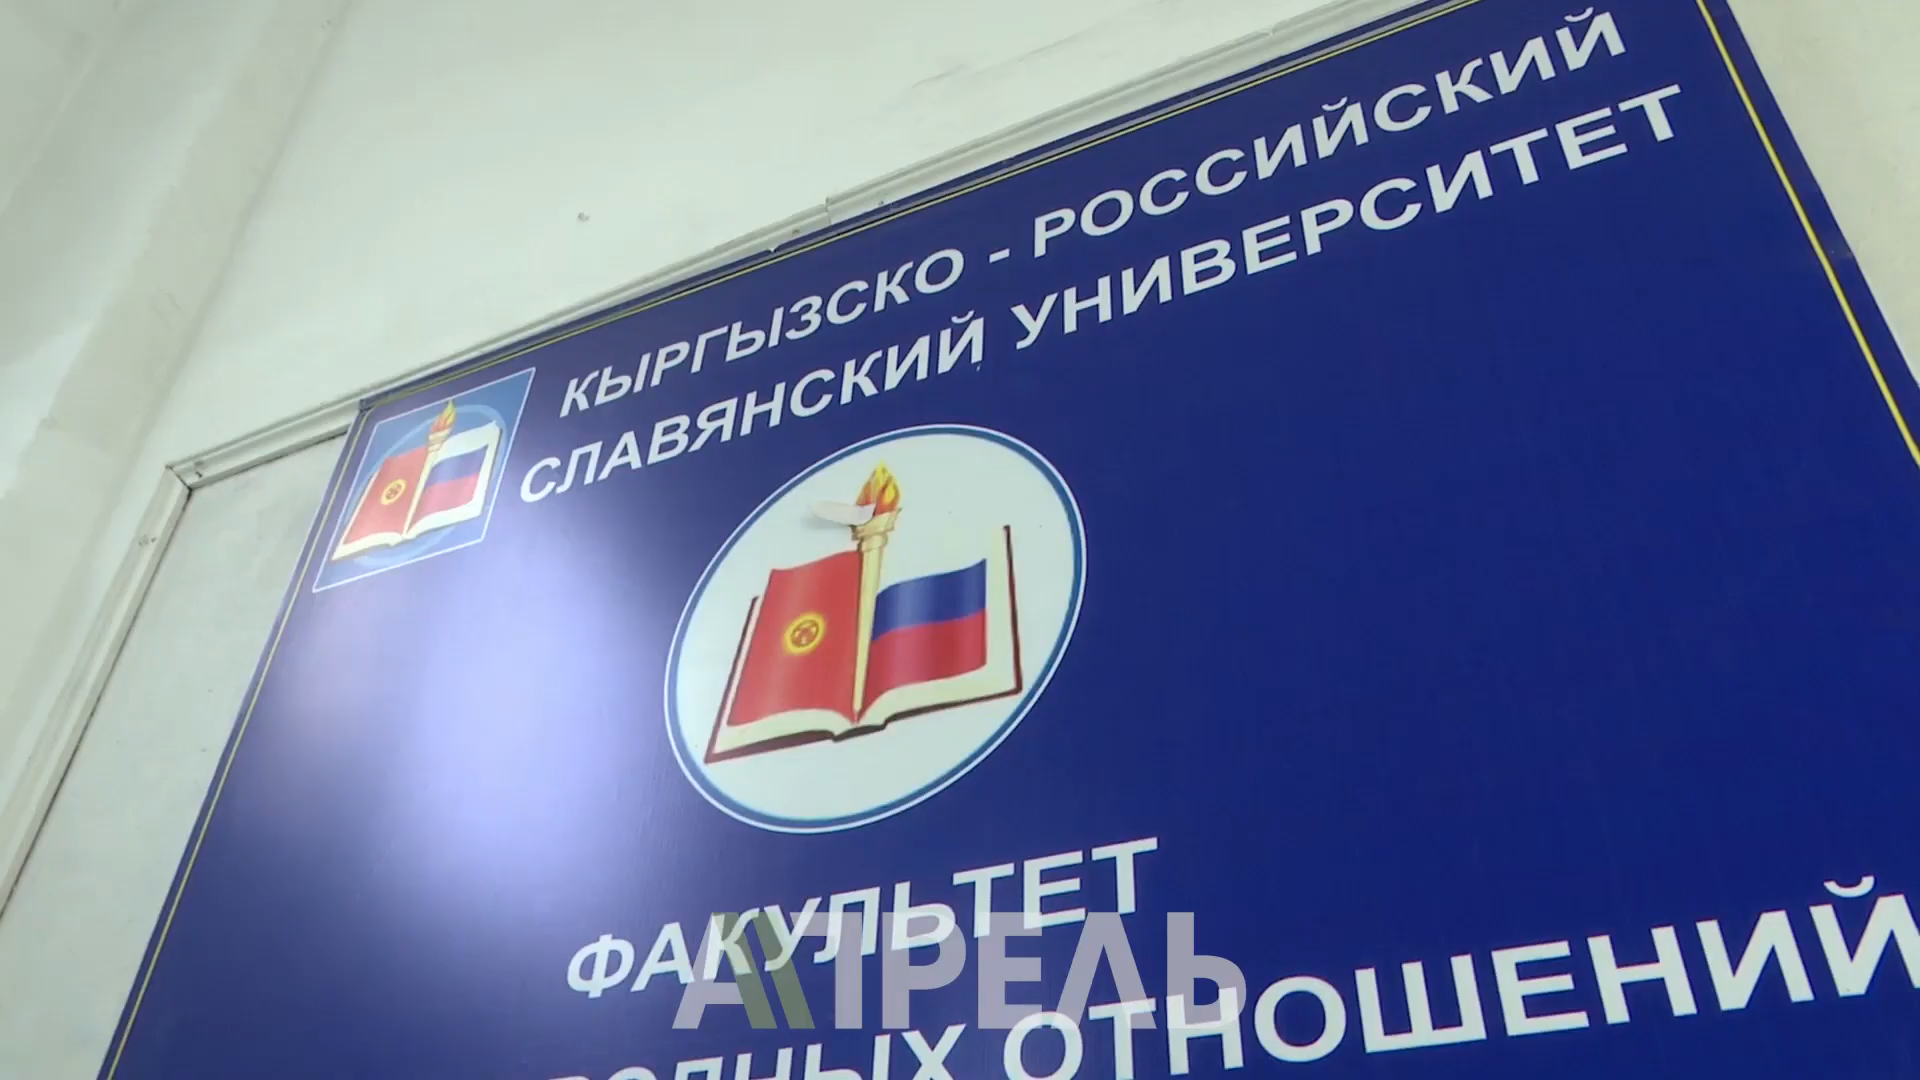 КЫРГЫЗСКО - РОССИЙСКИЙ
СЛАВЯНСКИЙ УНИВЕРСИТЕТ
ФАКУЛЬТЕТ
ОТНОШЕНИЙ
АПРЕЛЬ